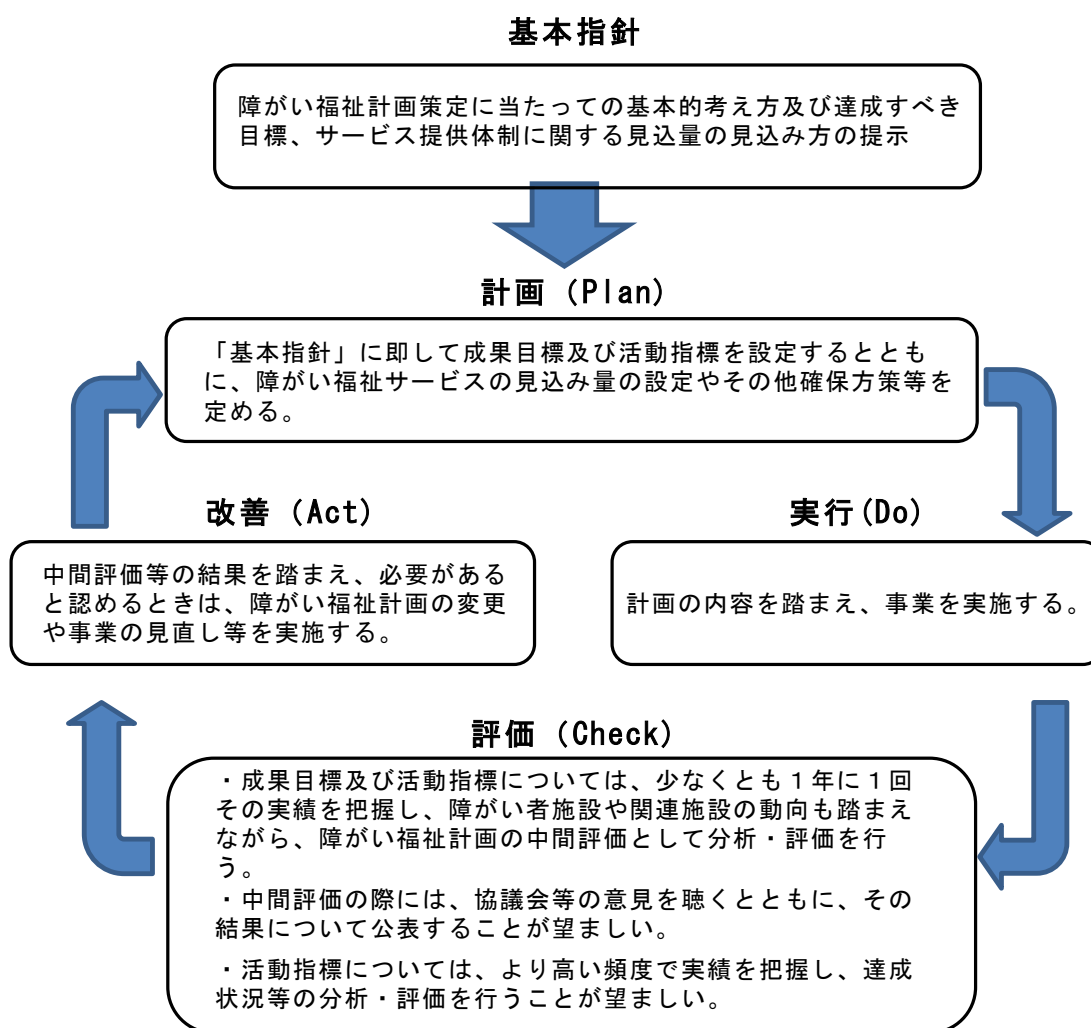 基本指針
障がい福祉計画策定に当たっての基本的考え方及び達成すべき
目標、サービス提供体制に関する見込量の見込み方の提示
計画（Plan）
「基本指針」に即して成果目標及び活動指標を設定するととも
に、障がい福祉サービスの見込み量の設定やその他確保方策等を
定める。
改善（Act）
中間評価等の結果を踏まえ、必要がある
と認めるときは、障がい福祉計画の変更
や事業の見直し等を実施する。
実行(Do)
計画の内容を踏まえ、事業を実施する。
評価（Check）
・成果目標及び活動指標については、少なくとも１年に１回
その実績を把握し、障がい者施設や関連施設の動向も踏まえ
ながら、障がい福祉計画の中間評価として分析・評価を行
う。
・中間評価の際には、協議会等の意見を聴くとともに、その
結果について公表することが望ましい。
・活動指標については、より高い頻度で実績を把握し、達成
状況等の分析・評価を行うことが望ましい。